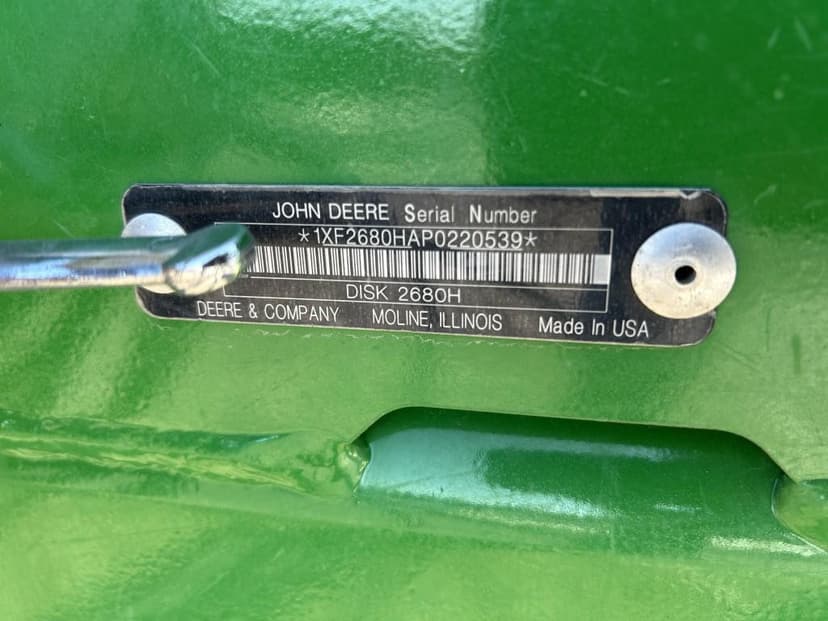 JOHN DEERE Serial Number
*1XF2680HAP0220539*
DISK 2680H
DEERE & COMPANY MOLINE, ILLINOIS Made In USA